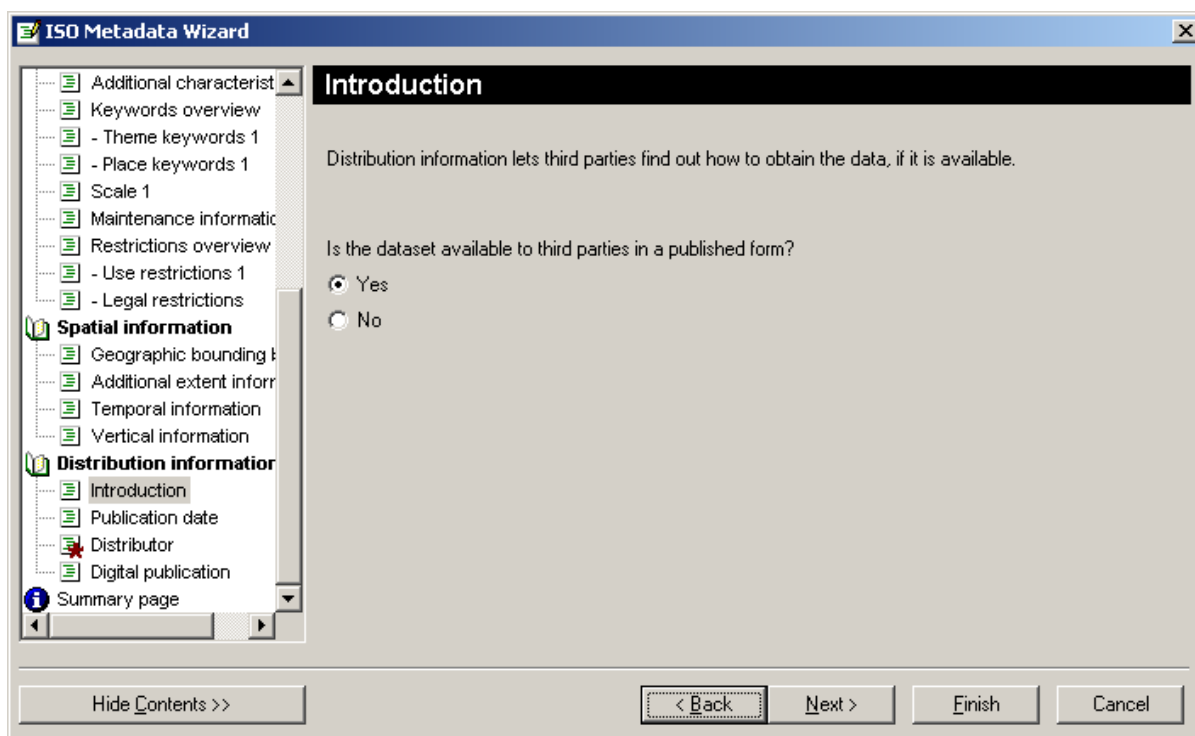 ISO Metadata Wizard
Additional characterist
Keywords overview
- Theme keywords 1
- Place keywords 1
Scale 1
Maintenance informatic
Restrictions overview
- Use restrictions 1
- Legal restrictions
Spatial information
Geographic bounding b
Additional extent inforr
Temporal information
Vertical information
Distribution information
Introduction
Publication date
Distributor
Digital publication
Summary page
Introduction
Distribution information lets third parties find out how to obtain the data, if it is available.
Is the dataset available to third parties in a published form?
Yes
No
Hide Contents >>
< Back
Next >
Finish
Cancel